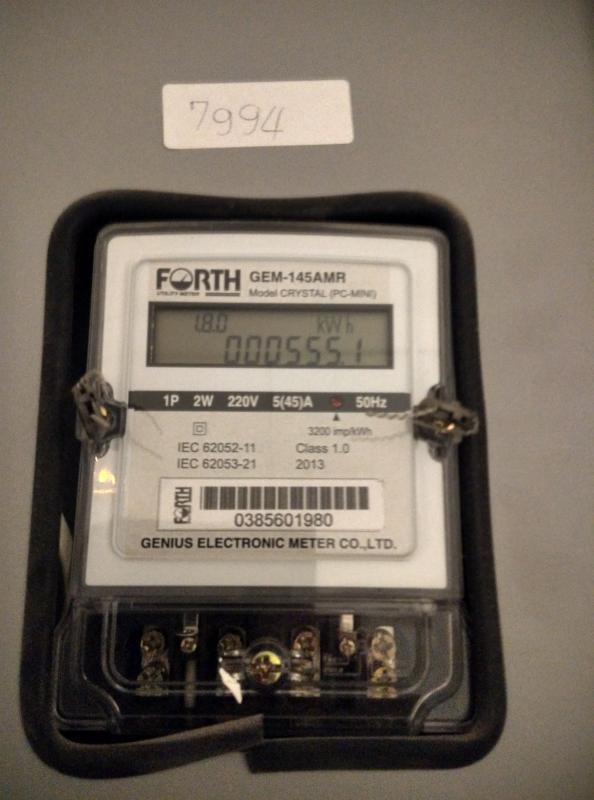 7994
FORTH GEM-145AMR
UTILITY METER Model CRYSTAL (PC-MINI)
1.8.0 kWh
000555.1
1P 2W 220V 5(45)A 50Hz
3200 imp/kWh
IEC 62052-11 Class 1.0
IEC 62053-21 2013
FORTH
0385601980
GENIUS ELECTRONIC METER CO.,LTD.